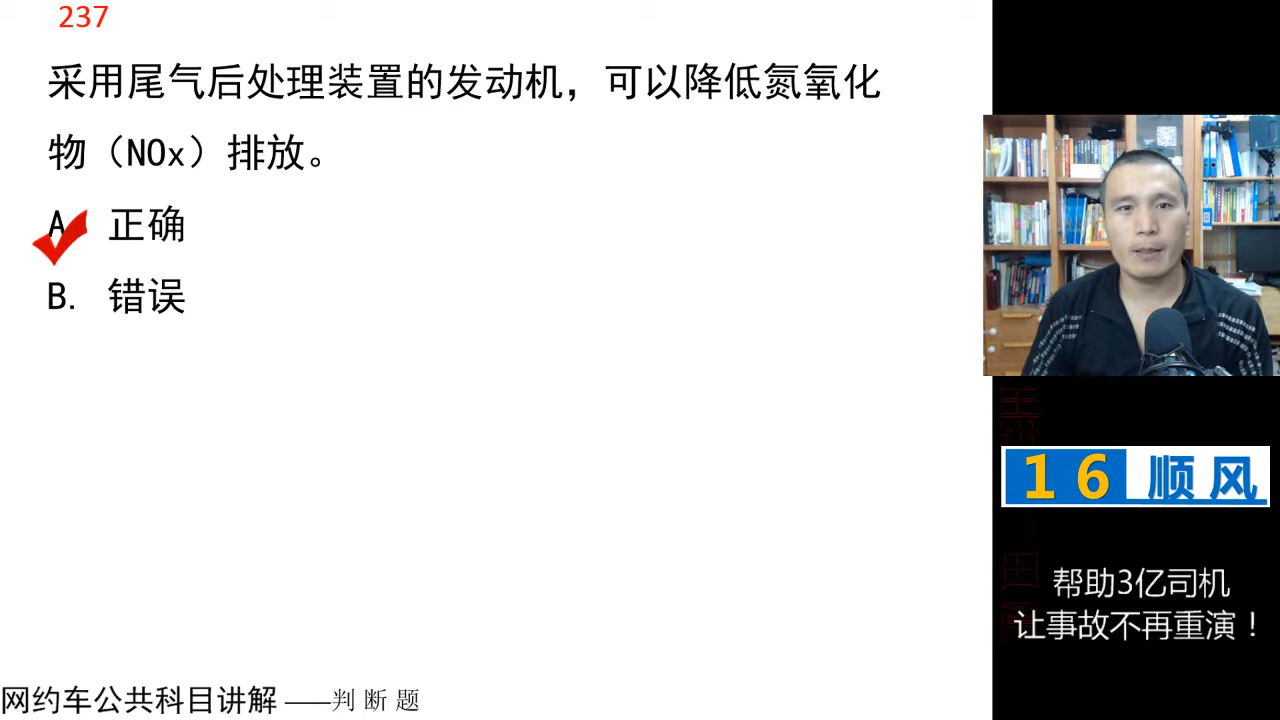 237
采用尾气后处理装置的发动机，可以降低氮氧化
物（NOx）排放。
A 正确
B. 错误
16顺风
帮助3亿司机
让事故不再重演！
网约车公共科目讲解 ——判断题